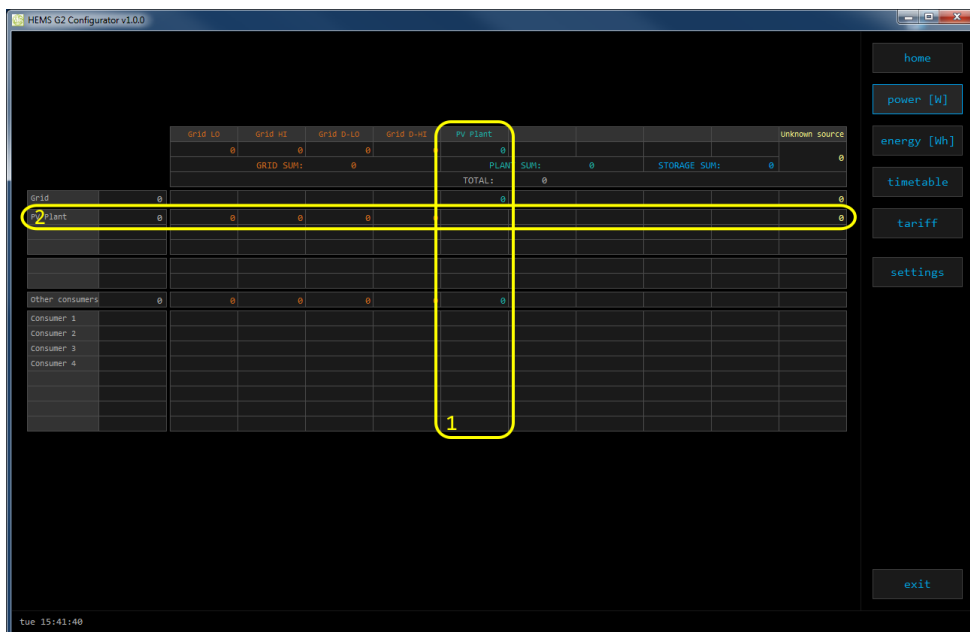 HEMS G2 Configurator v1.0.0
home
power [W]
energy [Wh]
timetable
tariff
settings
exit
Grid LO Grid HI Grid D-LO Grid D-HI PV Plant Unknown source
0 0 0 0 0 0
GRID SUM: 0 PLANT SUM: 0 STORAGE SUM: 0
TOTAL: 0
Grid 0 0 0
PV Plant 0 0 0 0 0 0
2
Other consumers 0 0 0 0 0 0
Consumer 1
Consumer 2
Consumer 3
Consumer 4
1
tue 15:41:40